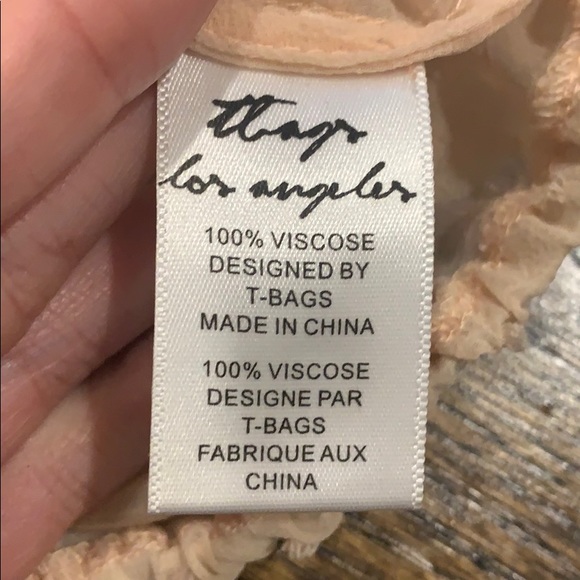 tbags
los angeles
100% VISCOSE
DESIGNED BY
T-BAGS
MADE IN CHINA
100% VISCOSE
DESIGNE PAR
T-BAGS
FABRIQUE AUX
CHINA